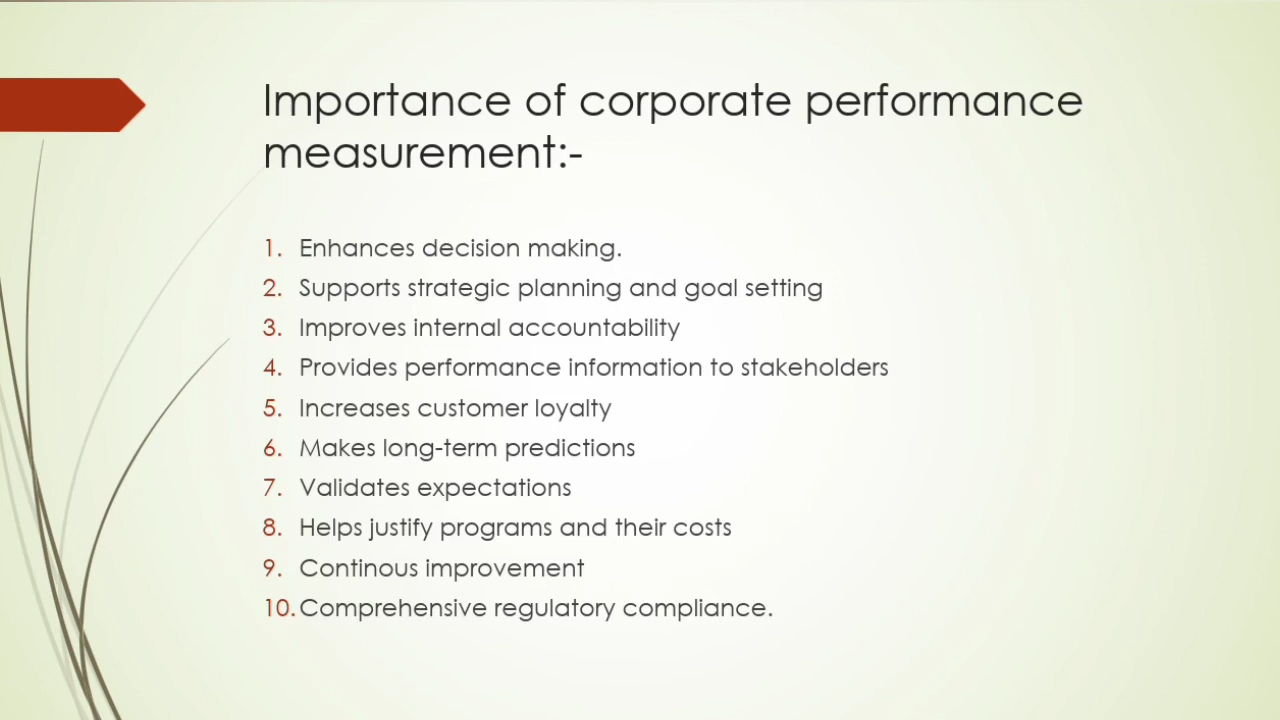 Importance of corporate performance
measurement:-
1. Enhances decision making.
2. Supports strategic planning and goal setting
3. Improves internal accountability
4. Provides performance information to stakeholders
5. Increases customer loyalty
6. Makes long-term predictions
7. Validates expectations
8. Helps justify programs and their costs
9. Continous improvement
10. Comprehensive regulatory compliance.